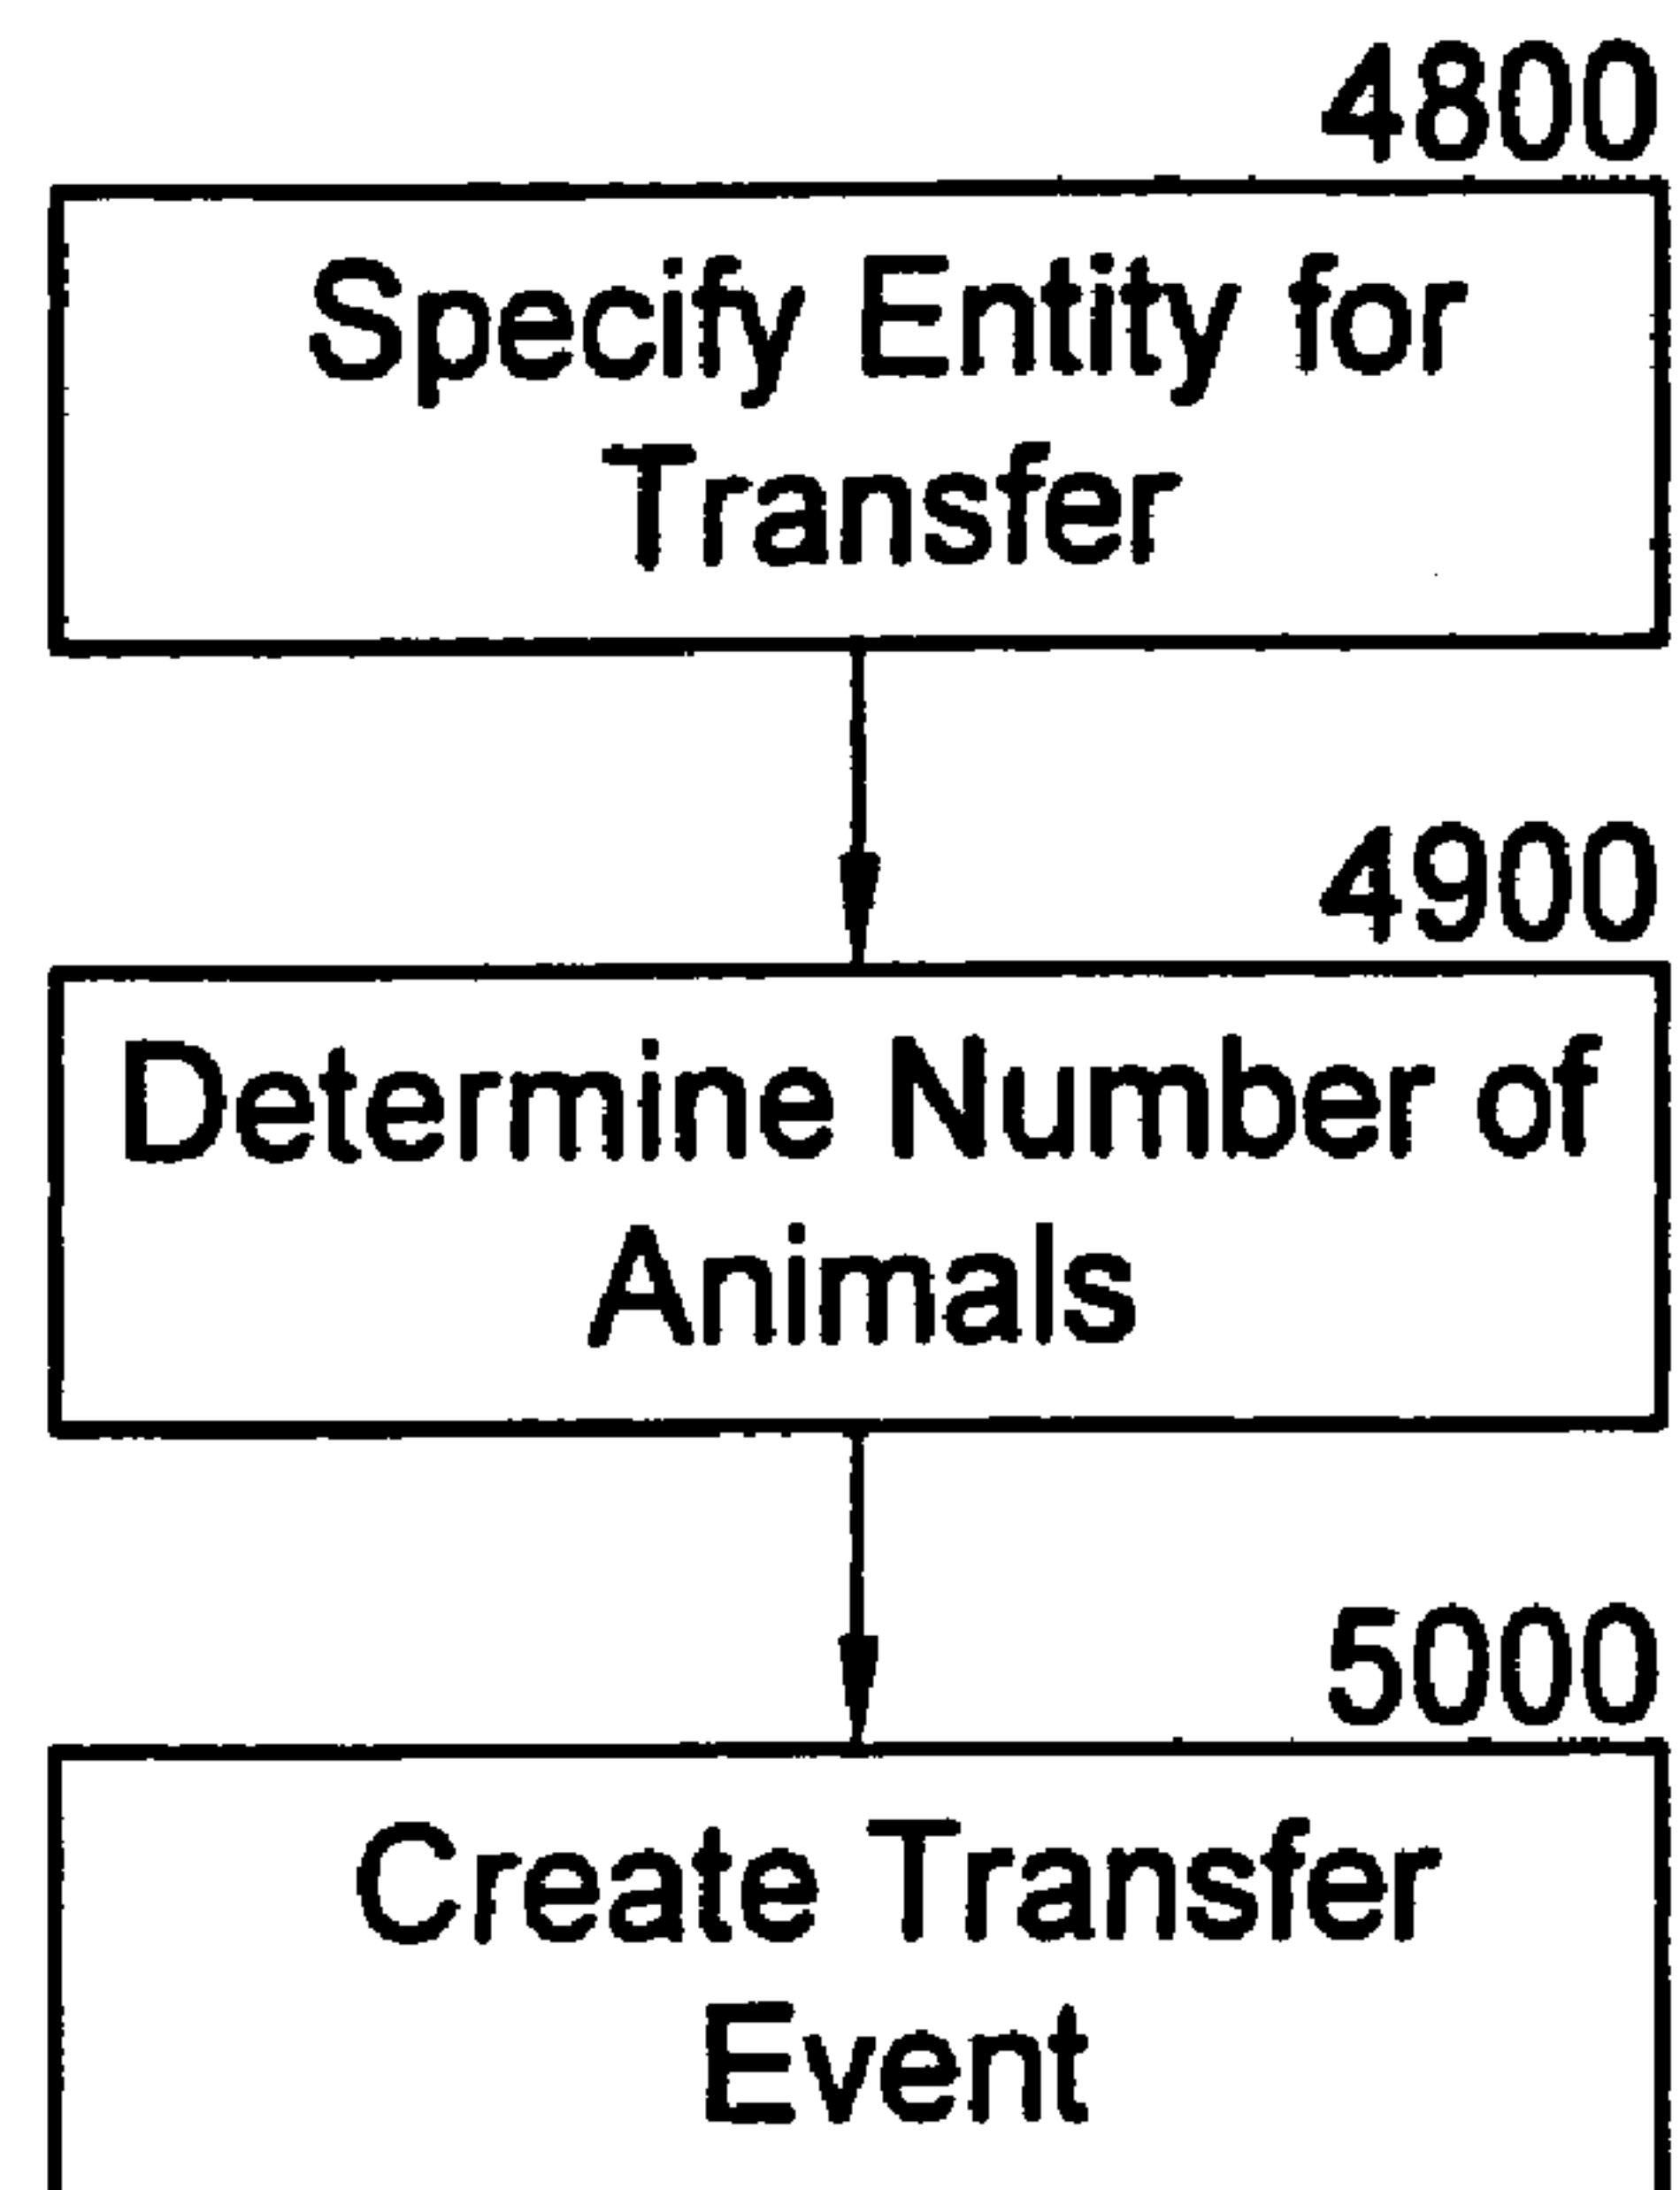 4800
Specify Entity for
Transfer
4900
Determine Number of
Animals
5000
Create Transfer
Event